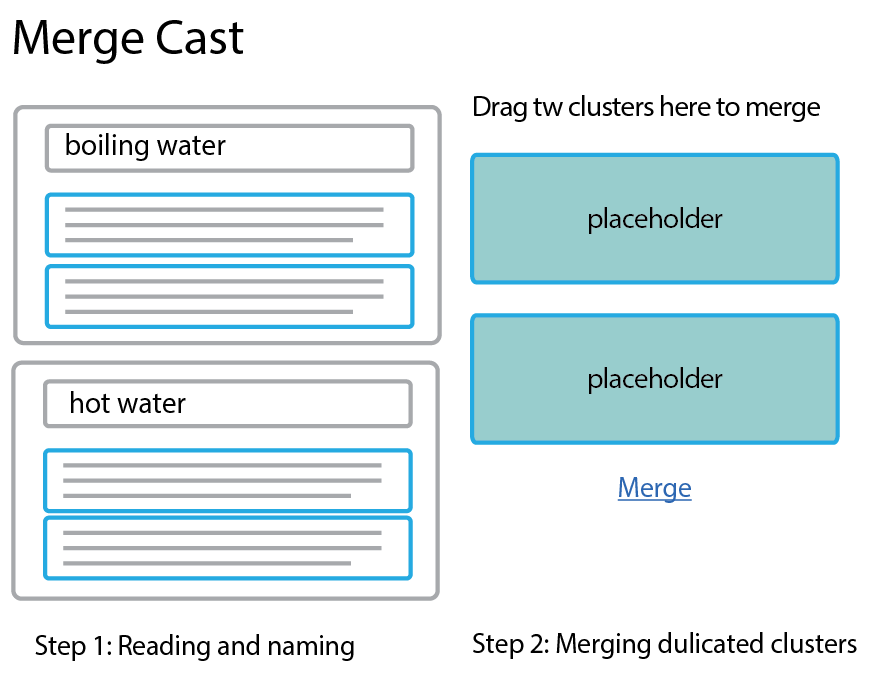 Merge Cast
boiling water
hot water
Step 1: Reading and naming
Drag tw clusters here to merge
placeholder
placeholder
Merge
Step 2: Merging dulicated clusters